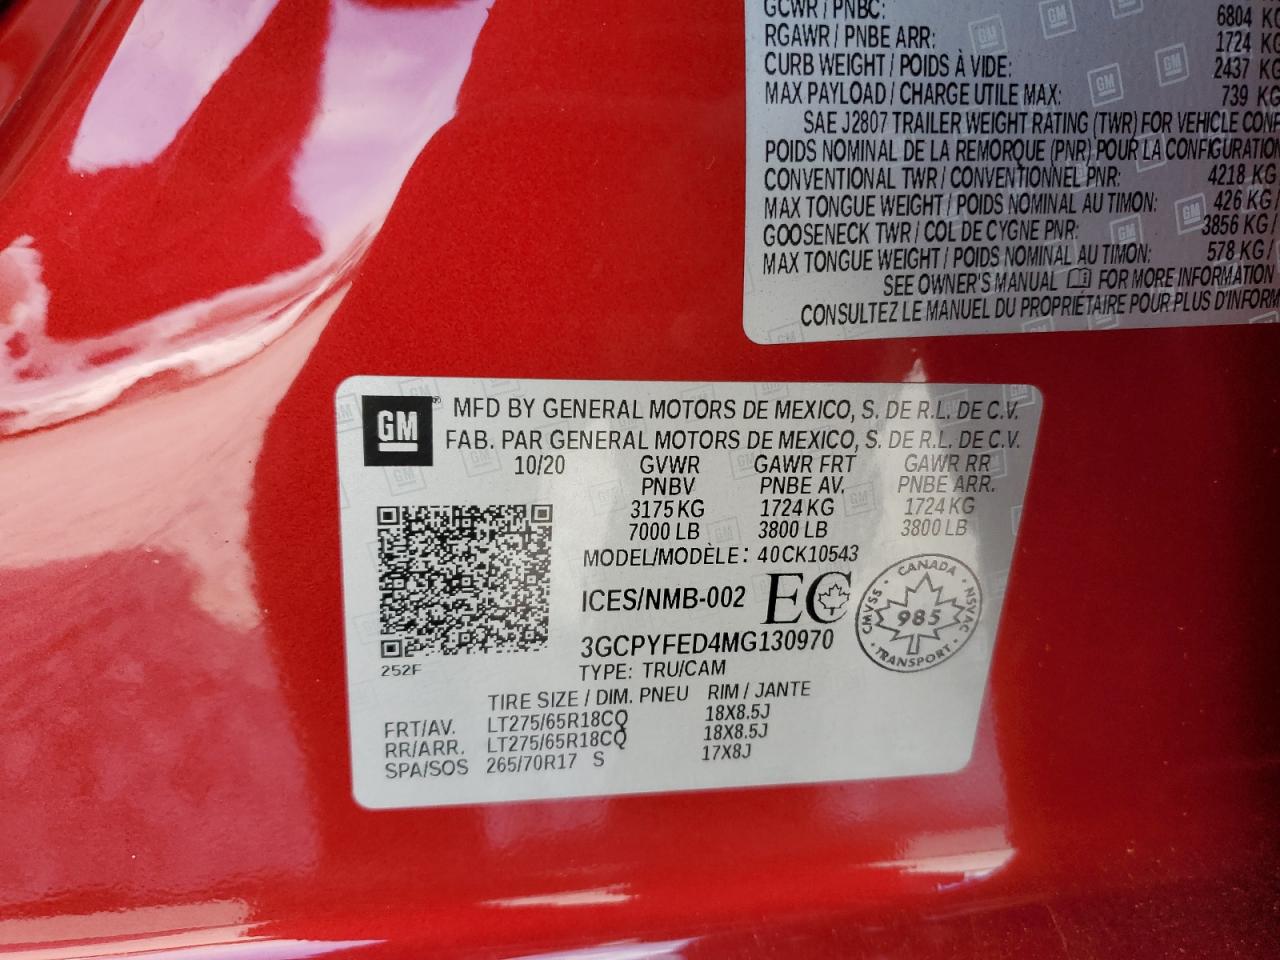 GCWR / PNBC: 6804 KG
RGAWR / PNBE ARR: 1724 KG
CURB WEIGHT / POIDS À VIDE: 2437 KG
MAX PAYLOAD / CHARGE UTILE MAX: 739 KG
SAE J2807 TRAILER WEIGHT RATING (TWR) FOR VEHICLE CONF
POIDS NOMINAL DE LA REMORQUE (PNR) POUR LA CONFIGURATION
CONVENTIONAL TWR / CONVENTIONNEL PNR: 4218 KG
MAX TONGUE WEIGHT / POIDS NOMINAL AU TIMON: 426 KG/
GOOSENECK TWR / COL DE CYGNE PNR: 3856 KG/
MAX TONGUE WEIGHT / POIDS NOMINAL AU TIMON: 578 KG/
SEE OWNER'S MANUAL FOR MORE INFORMATION
CONSULTEZ LE MANUEL DU PROPRIÉTAIRE POUR PLUS D'INFORM
GM
MFD BY GENERAL MOTORS DE MEXICO, S. DE R.L. DE C.V.
FAB. PAR GENERAL MOTORS DE MEXICO, S. DE R.L. DE C.V.
10/20 GVWR GAWR FRT GAWR RR
PNBV PNBE AV. PNBE ARR.
3175 KG 1724 KG 1724 KG
7000 LB 3800 LB 3800 LB
MODEL/MODÈLE: 40CK10543
ICES/NMB-002 EC
CANADA
CMVSS 985 NSVAC
TRANSPORT
3GCPYFED4MG130970
252F
TYPE: TRU/CAM
TIRE SIZE / DIM. PNEU RIM / JANTE
FRT/AV. LT275/65R18CQ 18X8.5J
RR/ARR. LT275/65R18CQ 18X8.5J
SPA/SOS 265/70R17 S 17X8J